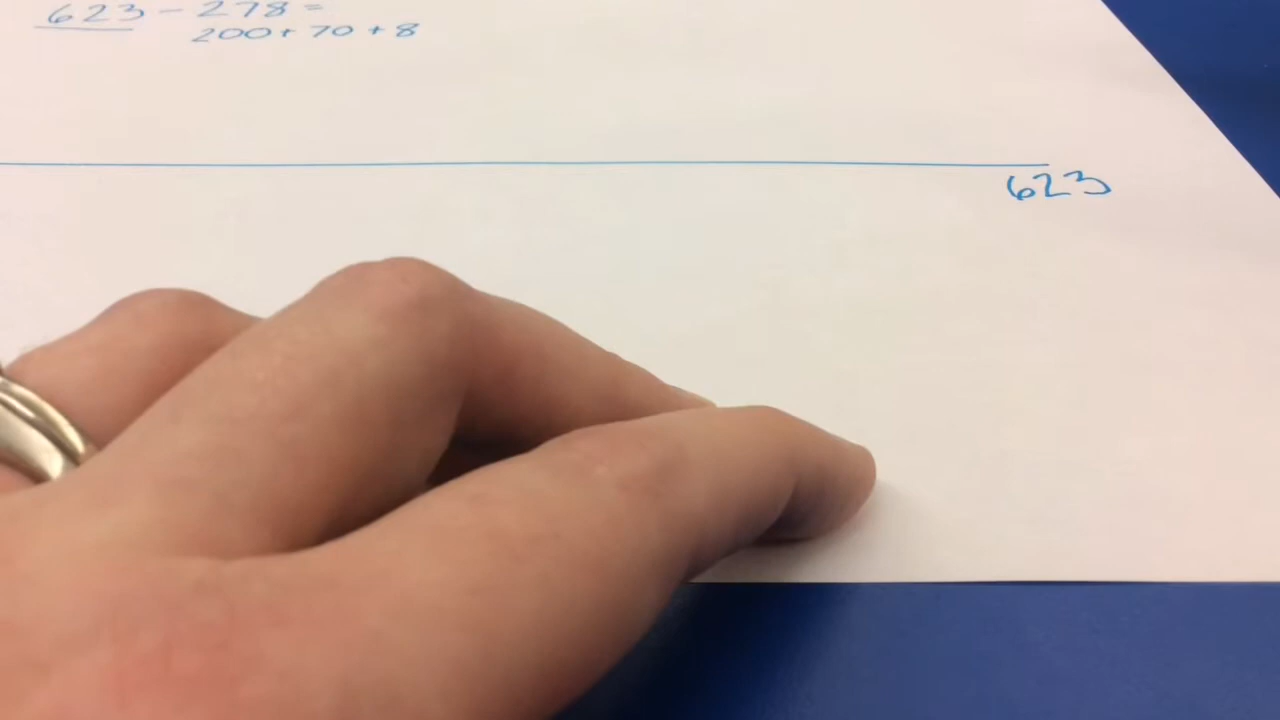 623 - 278 =
200 + 70 + 8
623